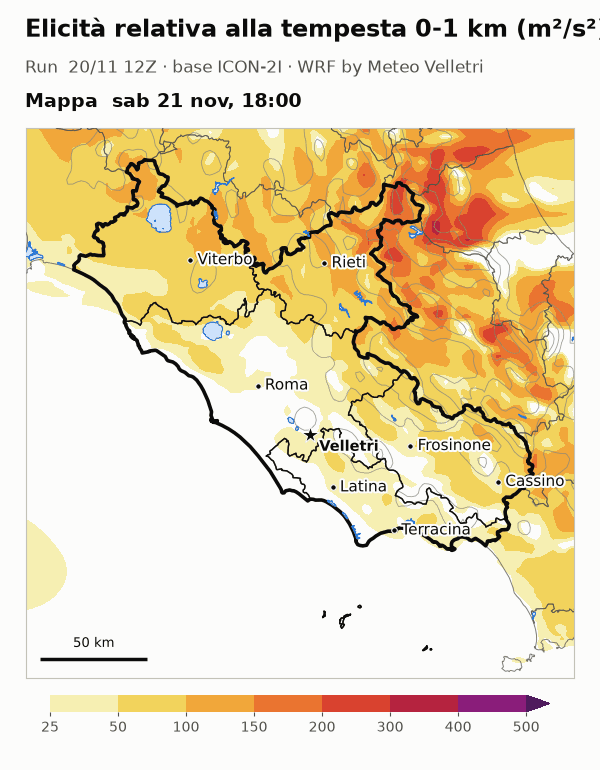 Elicità relativa alla tempesta 0-1 km (m²/s²)
Run  20/11 12Z · base ICON-2I · WRF by Meteo Velletri
Mappa  sab 21 nov, 18:00
Viterbo
Rieti
Roma
Velletri
Frosinone
Cassino
Latina
Terracina
50 km
25 50 100 150 200 300 400 500